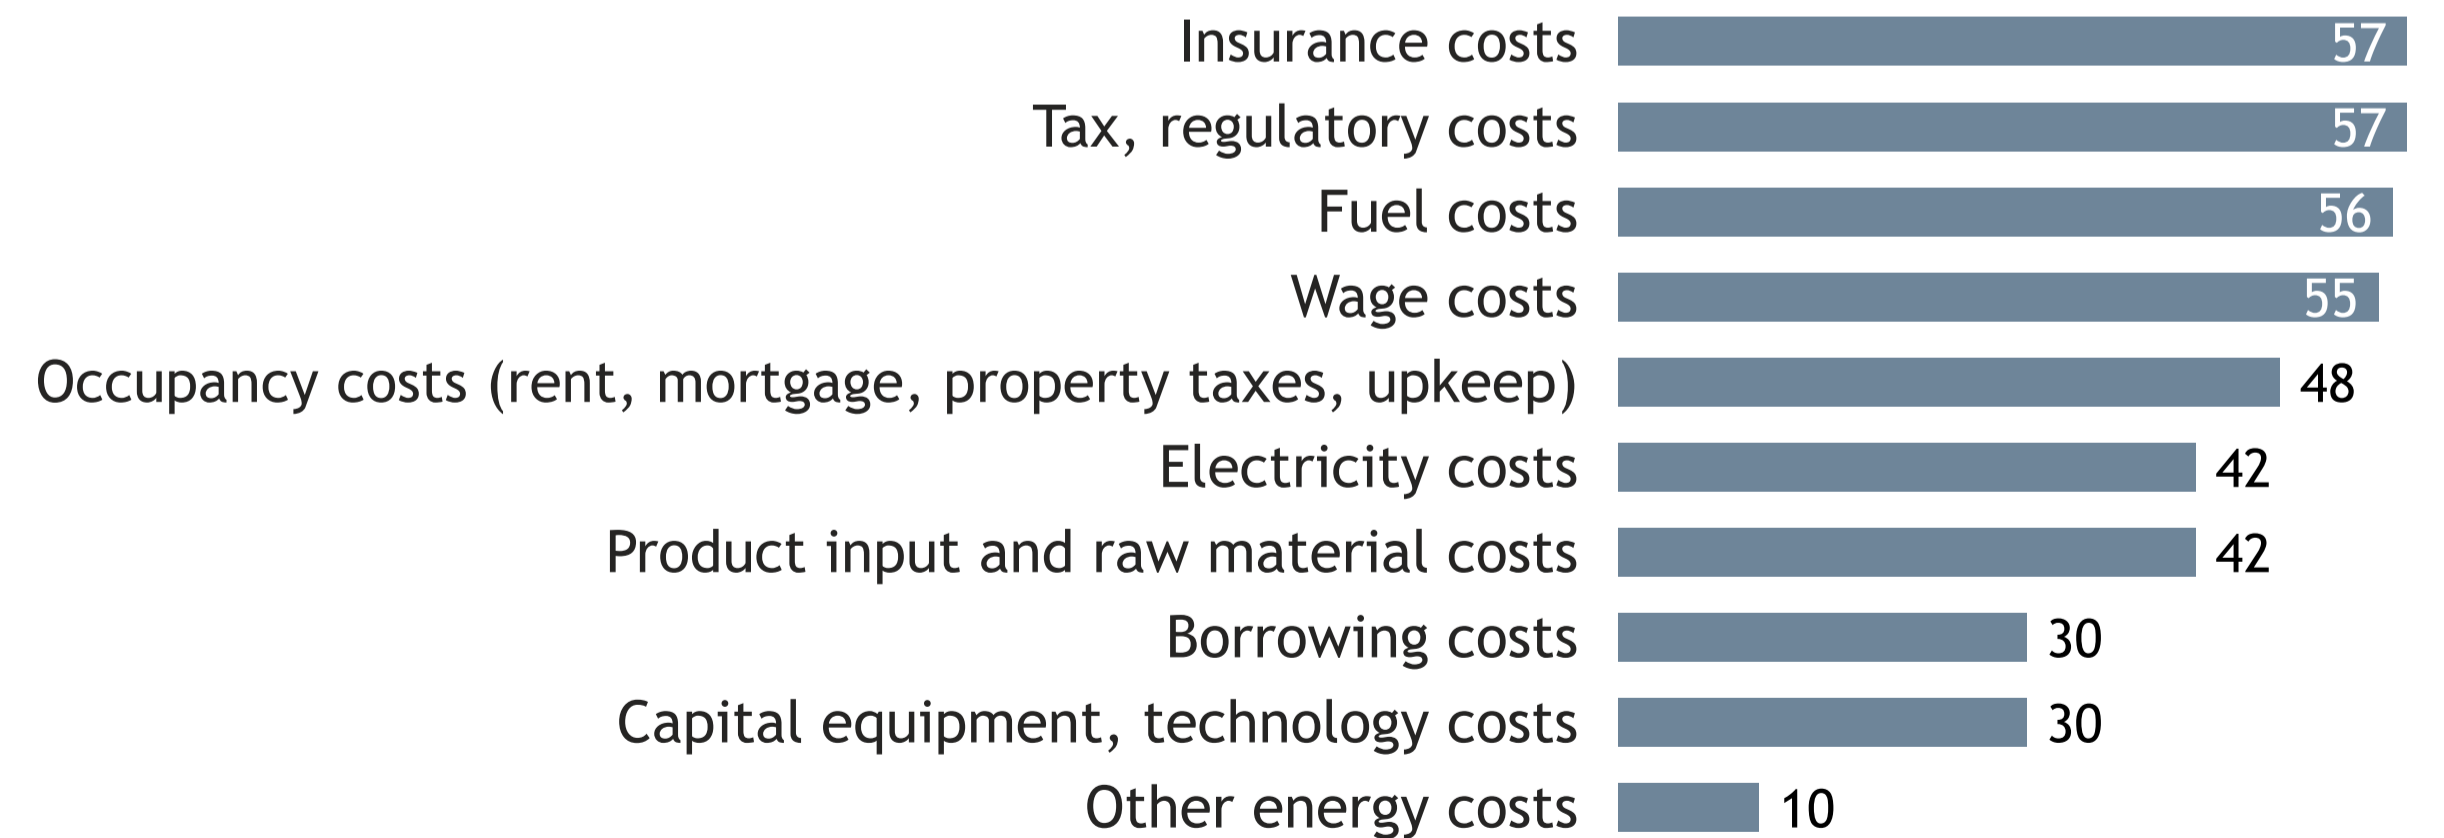 Insurance costs 57
Tax, regulatory costs 57
Fuel costs 56
Wage costs 55
Occupancy costs (rent, mortgage, property taxes, upkeep) 48
Electricity costs 42
Product input and raw material costs 42
Borrowing costs 30
Capital equipment, technology costs 30
Other energy costs 10